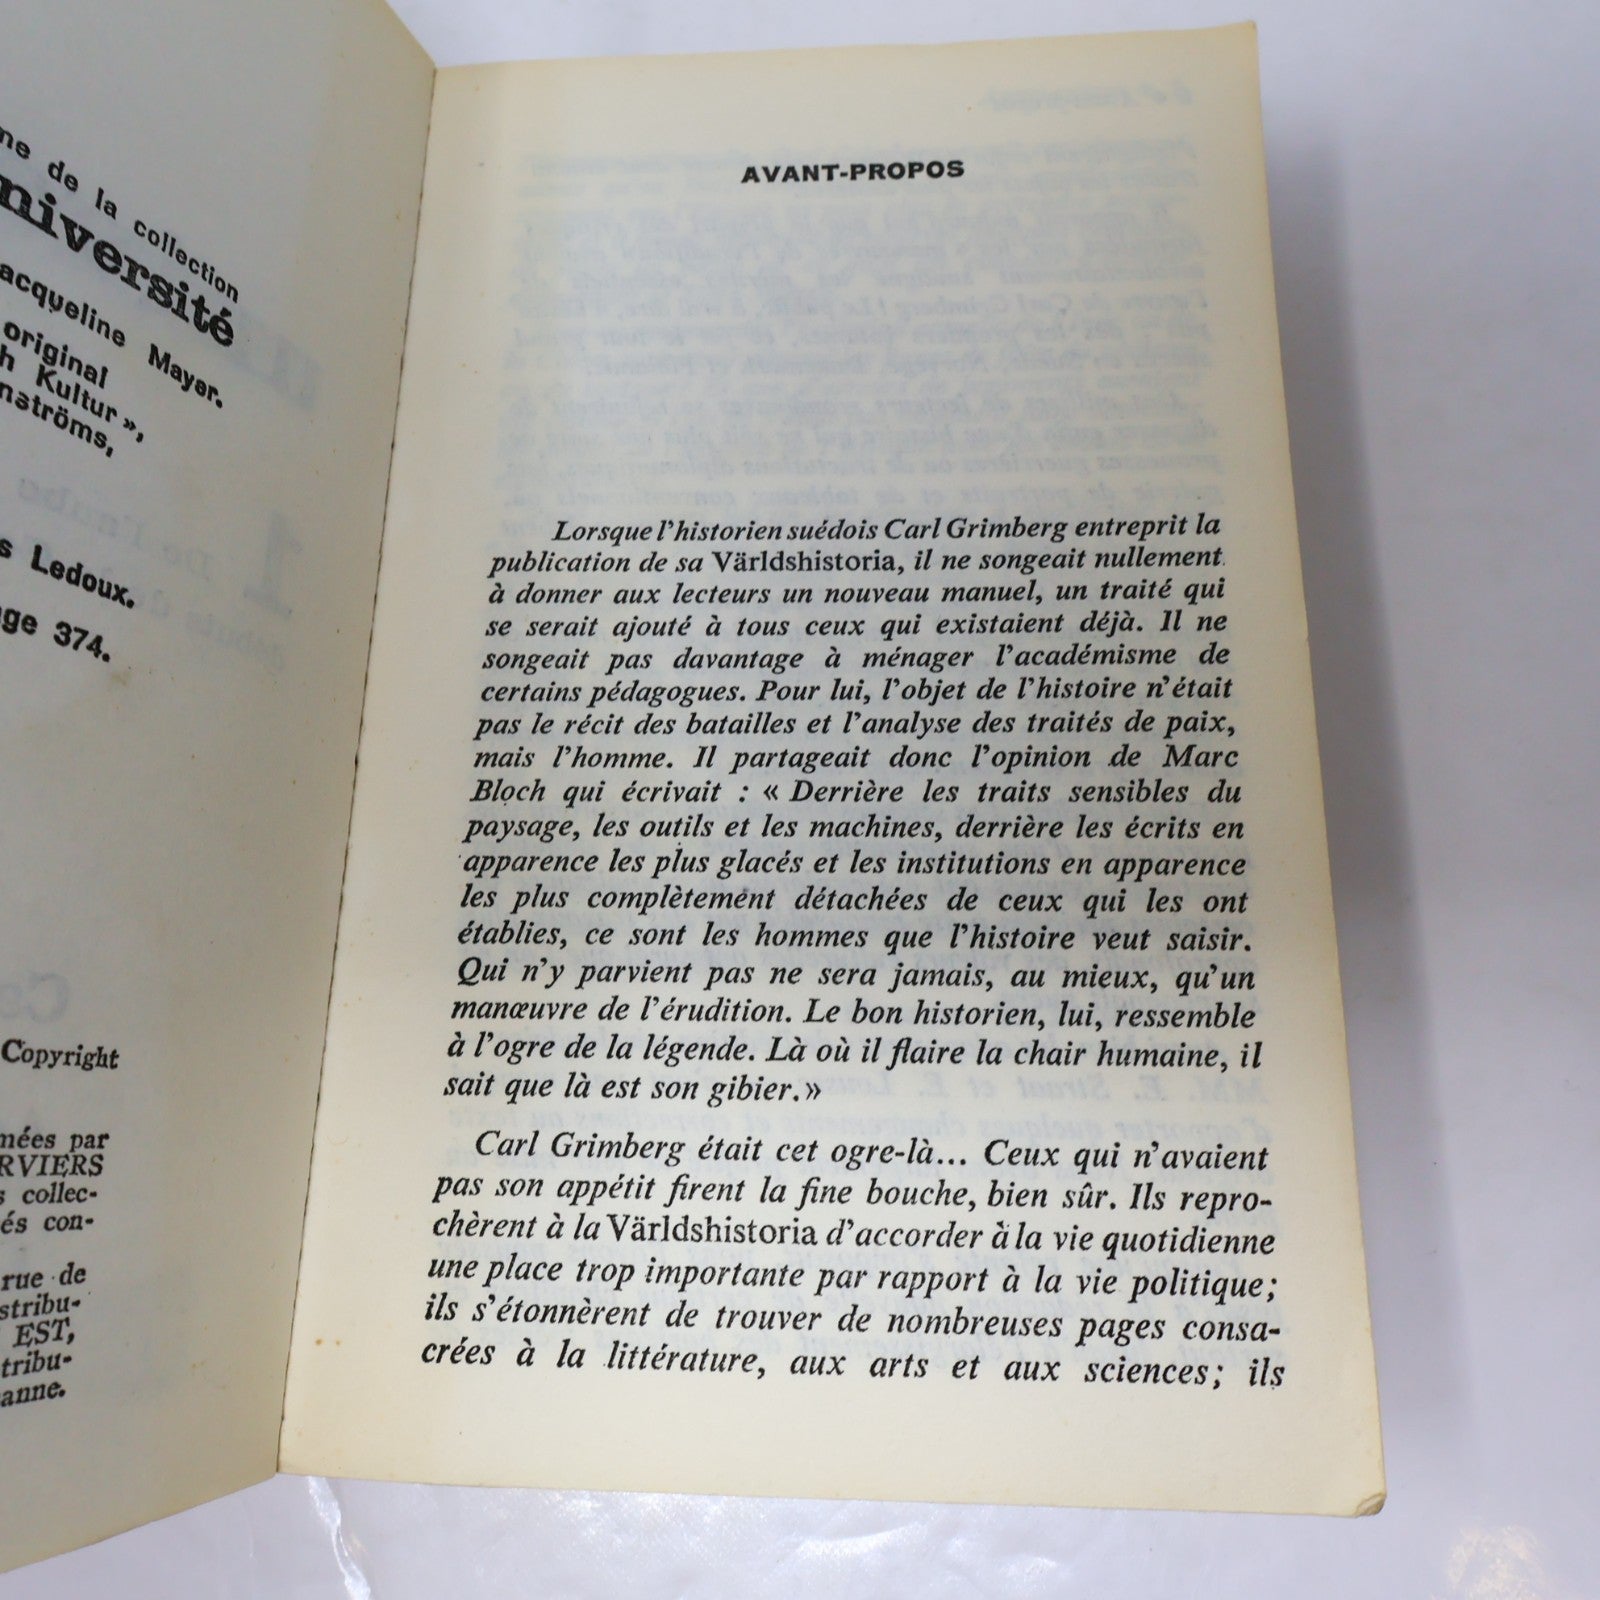 de la collection
niversité
acqueline Mayer.
original
h Kultur »,
nströms,
s Ledoux.
ge 374.
Copyright
mées par
RVIERS
s collec-
és con-
rue de
stribu-
EST,
tribu-
anne.
AVANT-PROPOS
Lorsque l'historien suédois Carl Grimberg entreprit la
publication de sa Världshistoria, il ne songeait nullement
à donner aux lecteurs un nouveau manuel, un traité qui
se serait ajouté à tous ceux qui existaient déjà. Il ne
songeait pas davantage à ménager l'académisme de
certains pédagogues. Pour lui, l'objet de l'histoire n'était
pas le récit des batailles et l'analyse des traités de paix,
mais l'homme. Il partageait donc l'opinion de Marc
Bloch qui écrivait : « Derrière les traits sensibles du
paysage, les outils et les machines, derrière les écrits en
apparence les plus glacés et les institutions en apparence
les plus complètement détachées de ceux qui les ont
établies, ce sont les hommes que l'histoire veut saisir.
Qui n'y parvient pas ne sera jamais, au mieux, qu'un
manœuvre de l'érudition. Le bon historien, lui, ressemble
à l'ogre de la légende. Là où il flaire la chair humaine, il
sait que là est son gibier.»
Carl Grimberg était cet ogre-là... Ceux qui n'avaient
pas son appétit firent la fine bouche, bien sûr. Ils repro-
chèrent à la Världshistoria d'accorder à la vie quotidienne
une place trop importante par rapport à la vie politique;
ils s'étonnèrent de trouver de nombreuses pages consa-
crées à la littérature, aux arts et aux sciences; ils